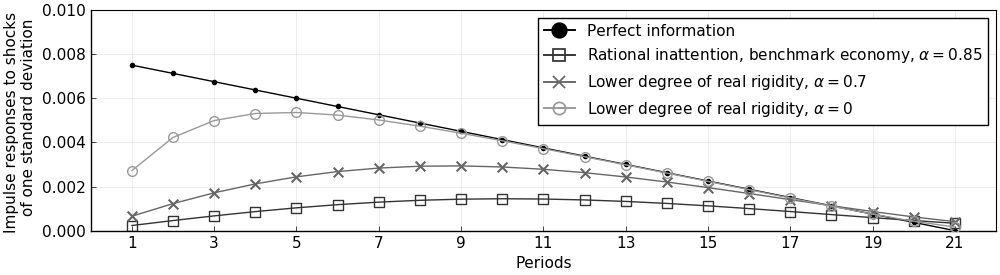 Impulse responses to shocks
of one standard deviation
0.010
0.008
0.006
0.004
0.002
0.000
Perfect information
Rational inattention, benchmark economy, α = 0.85
Lower degree of real rigidity, α = 0.7
Lower degree of real rigidity, α = 0
1 3 5 7 9 11 13 15 17 19 21
Periods